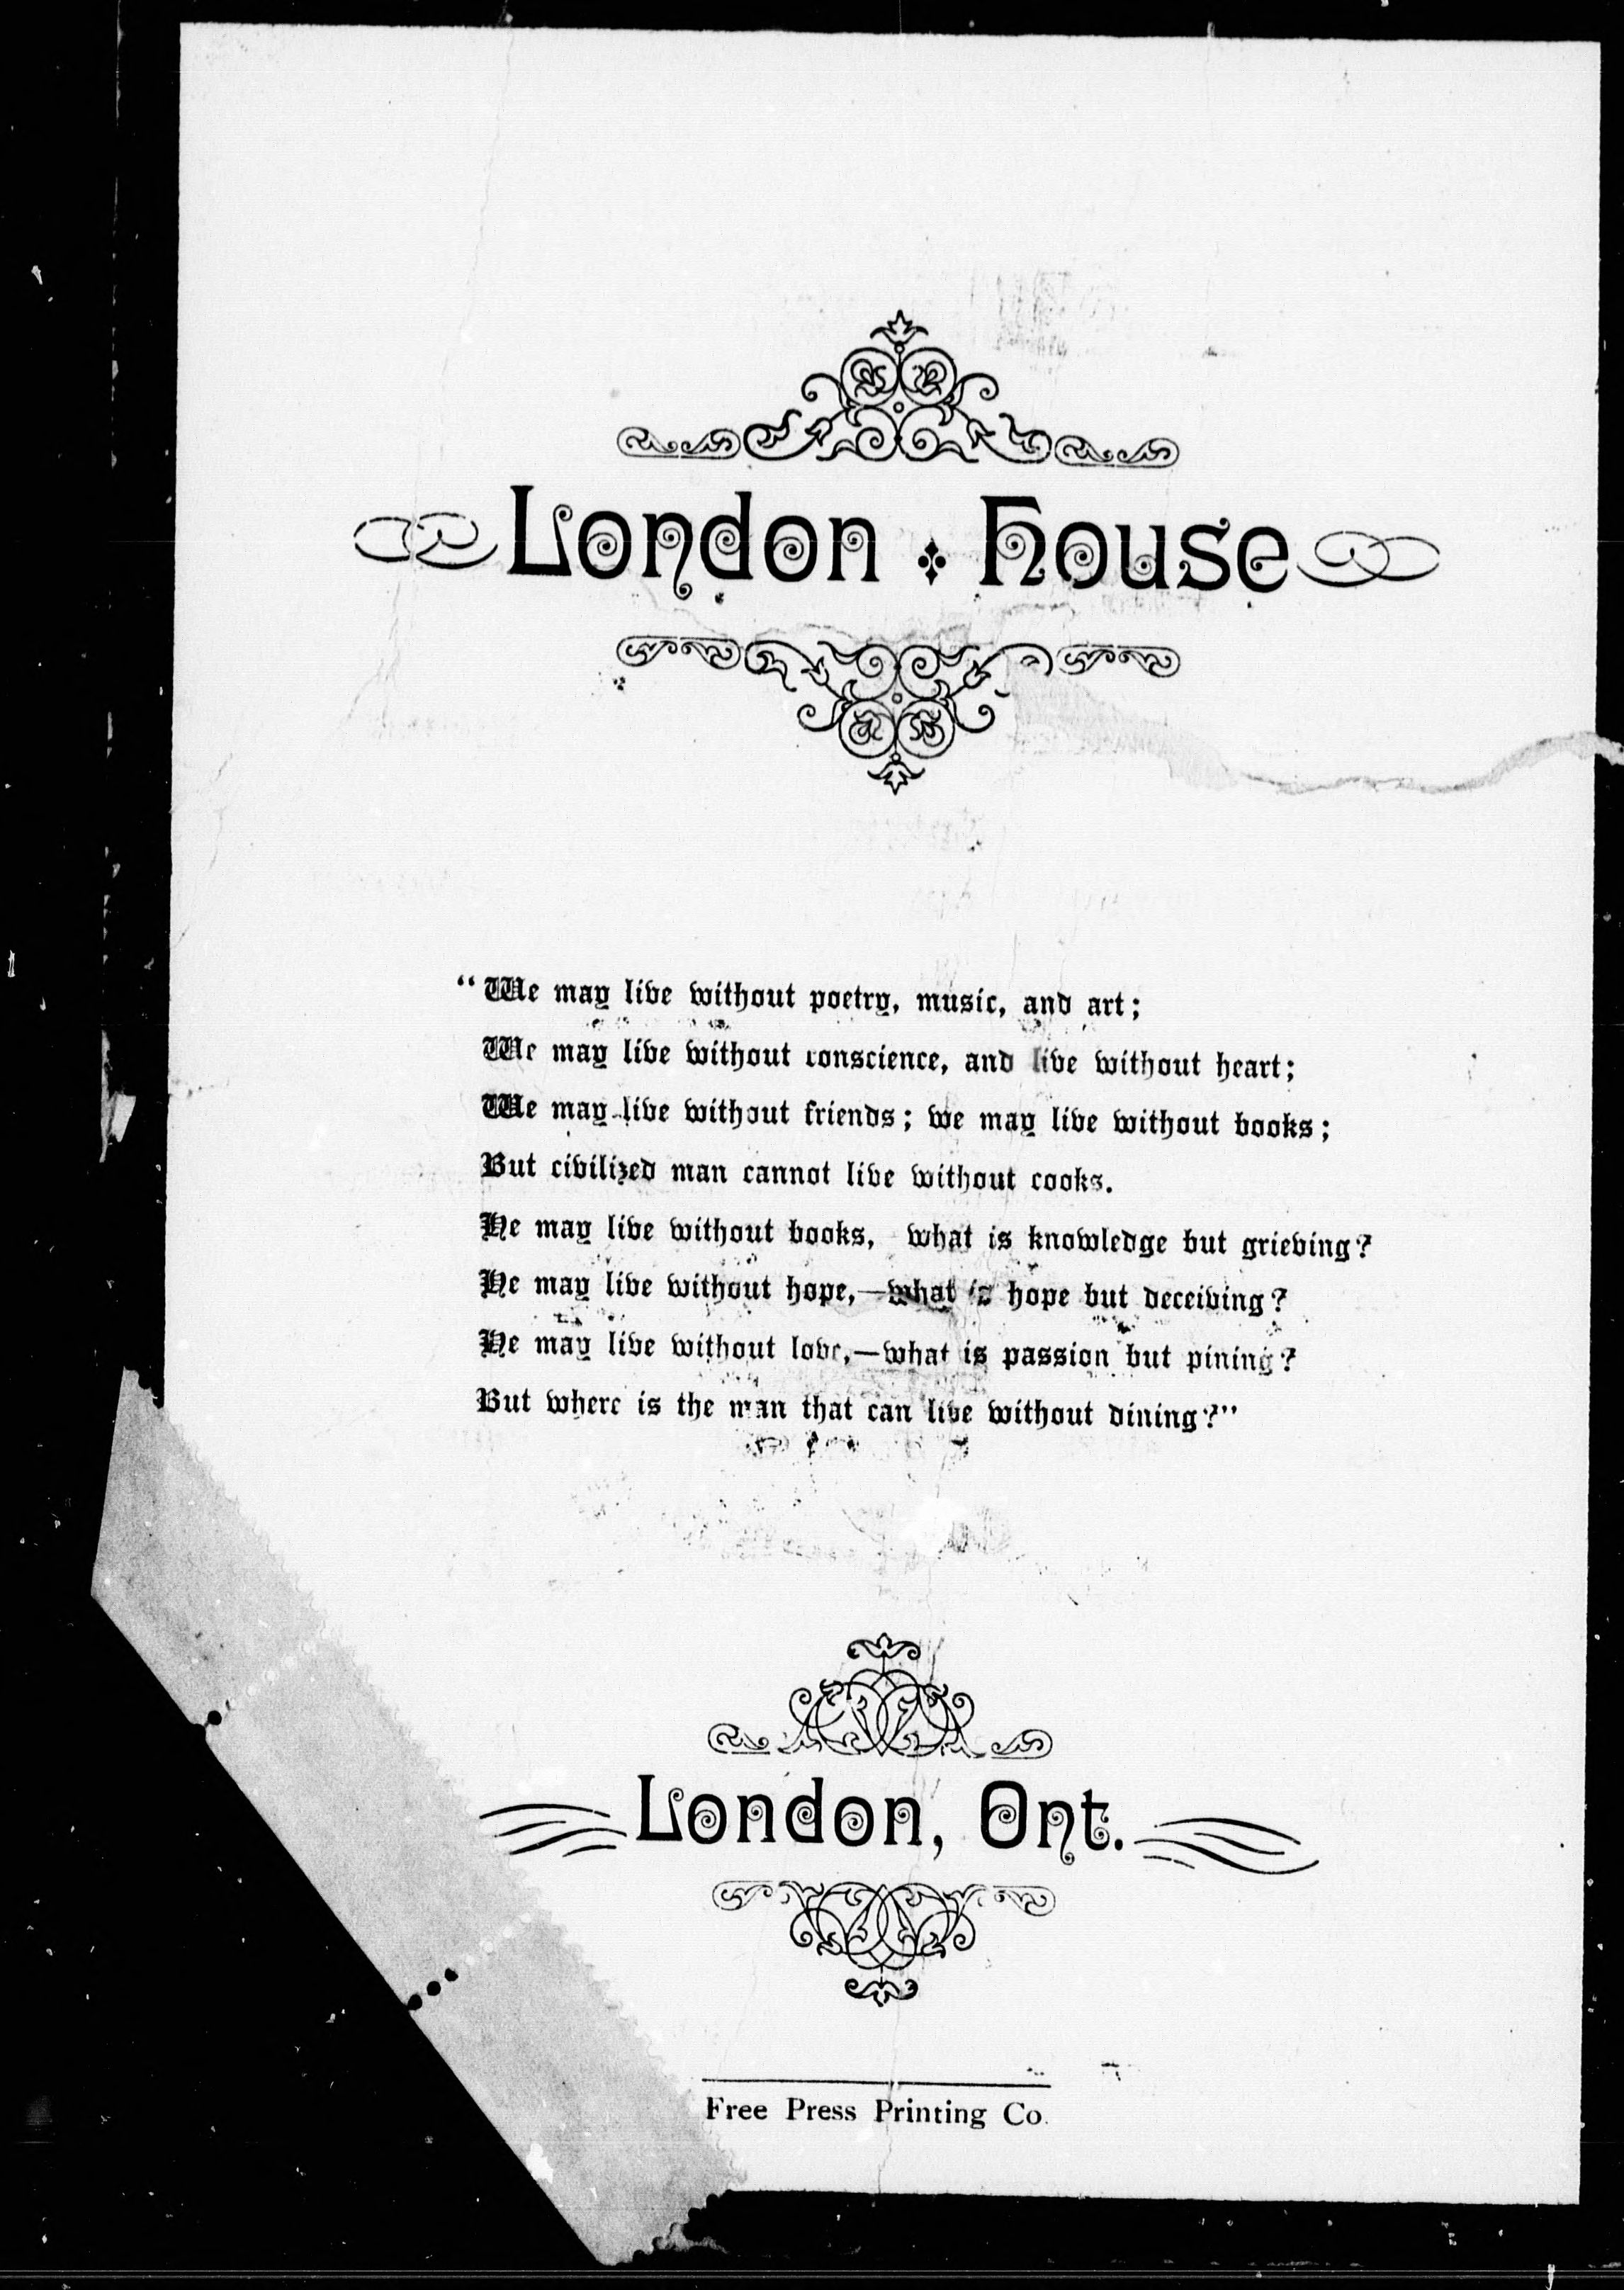 London House
“We may live without poetry, music, and art;
We may live without conscience, and live without heart;
We may live without friends; we may live without books;
But civilized man cannot live without cooks.
He may live without books, what is knowledge but grieving?
He may live without hope,—what is hope but deceiving?
He may live without love,—what is passion but pining?
But where is the man that can live without dining?”
London, Ont.
Free Press Printing Co.